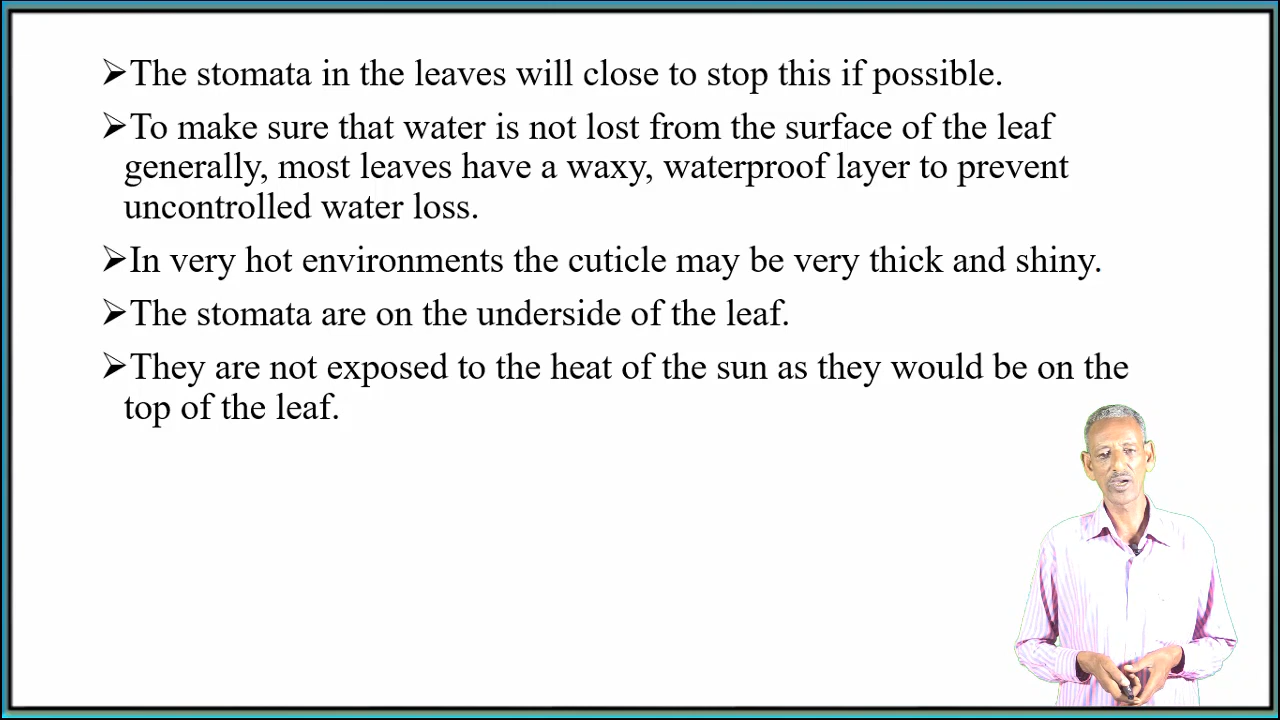 ➢The stomata in the leaves will close to stop this if possible.
➢To make sure that water is not lost from the surface of the leaf
generally, most leaves have a waxy, waterproof layer to prevent
uncontrolled water loss.
➢In very hot environments the cuticle may be very thick and shiny.
➢The stomata are on the underside of the leaf.
➢They are not exposed to the heat of the sun as they would be on the
top of the leaf.